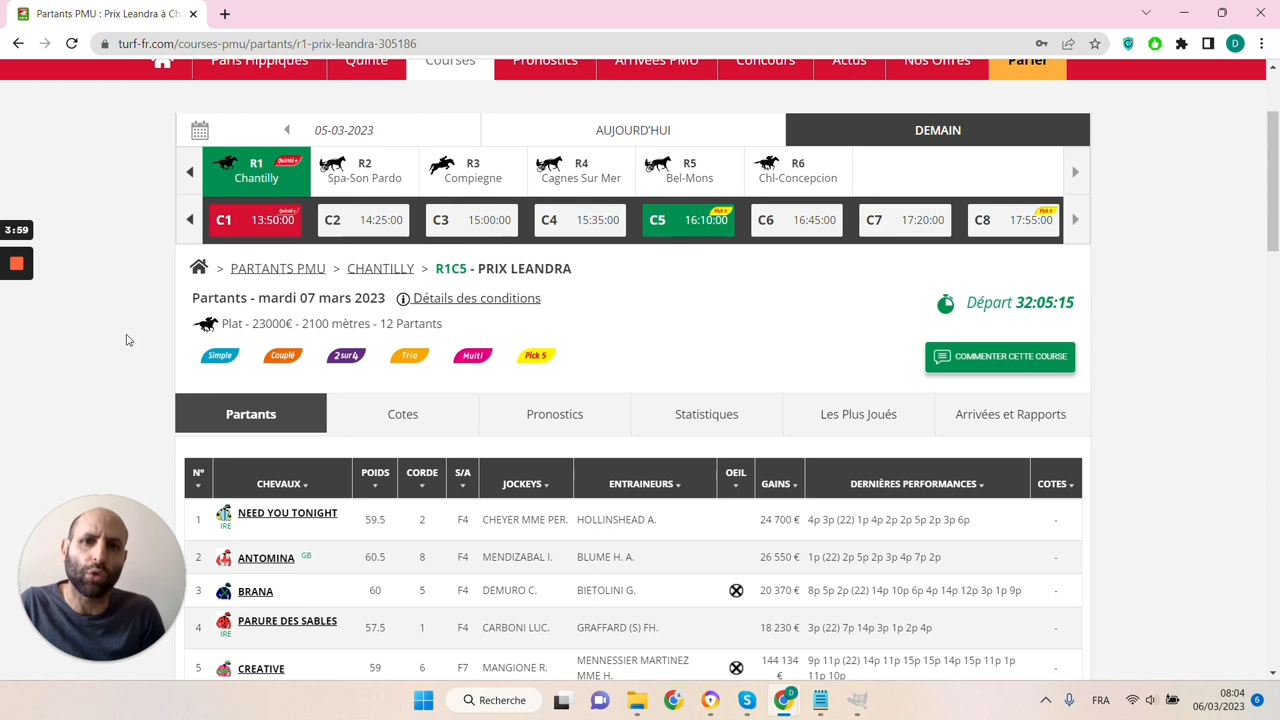 Partants PMU : Prix Leandra à Ch
turf-fr.com/courses-pmu/partants/r1-prix-leandra-305186
D
Paris Hippiques Quinté Courses Pronostics Arrivées PMU Concours Actus Nos Offres Parier
05-03-2023 AUJOURD'HUI DEMAIN
R1 Quinté+ R2 R3 R4 R5 R6
Chantilly Spa-Son Pardo Compiegne Cagnes Sur Mer Bel-Mons Chl-Concepcion
C1 13:50:00 Quinté+ C2 14:25:00 C3 15:00:00 C4 15:35:00 C5 16:10:00 Pick 5 C6 16:45:00 C7 17:20:00 C8 17:55:00 Pick 5
3:59
> PARTANTS PMU > CHANTILLY > R1C5 - PRIX LEANDRA
Partants - mardi 07 mars 2023 Détails des conditions
Départ 32:05:15
Plat - 23000€ - 2100 mètres - 12 Partants
Simple Couplé 2sur4 Trio Multi Pick 5
COMMENTER CETTE COURSE
Partants Cotes Pronostics Statistiques Les Plus Joués Arrivées et Rapports
N° CHEVAUX POIDS CORDE S/A JOCKEYS ENTRAINEURS OEIL GAINS DERNIÈRES PERFORMANCES COTES
1 IRE NEED YOU TONIGHT 59.5 2 F4 CHEYER MME PER. HOLLINSHEAD A. 24 700 € 4p 3p (22) 1p 4p 2p 2p 5p 2p 3p 6p -
2 ANTOMINA GB 60.5 8 F4 MENDIZABAL I. BLUME H. A. 26 550 € 1p (22) 2p 5p 2p 3p 4p 7p 2p -
3 BRANA 60 5 F4 DEMURO C. BIETOLINI G. 20 370 € 8p 5p 2p (22) 14p 10p 6p 4p 14p 12p 3p 1p 9p -
4 IRE PARURE DES SABLES 57.5 1 F4 CARBONI LUC. GRAFFARD (S) FH. 18 230 € 3p (22) 7p 14p 3p 1p 2p 4p -
5 CREATIVE 59 6 F7 MANGIONE R. MENNESSIER MARTINEZ MME H. 144 134 € 9p 11p (22) 14p 11p 15p 15p 14p 15p 11p 1p 11p 10p -
Recherche
D
FRA
08:04
06/03/2023
6